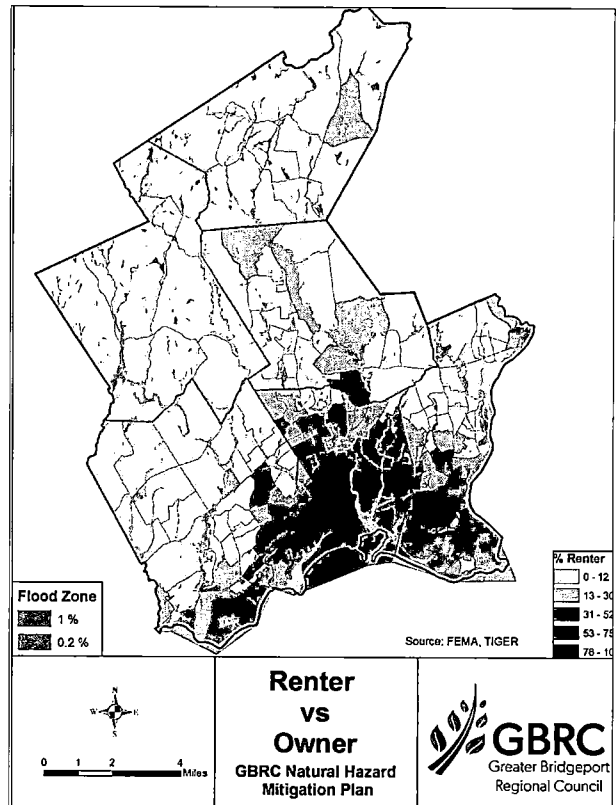 % Renter
0 - 12
13 - 30
31 - 52
53 - 75
Flood Zone
1 %
0.2 %
Source: FEMA, TIGER
N
W
E
S
0 1 2 4
Miles
Renter
vs
Owner
GBRC Natural Hazard
Mitigation Plan
GBRC
Greater Bridgeport
Regional Council